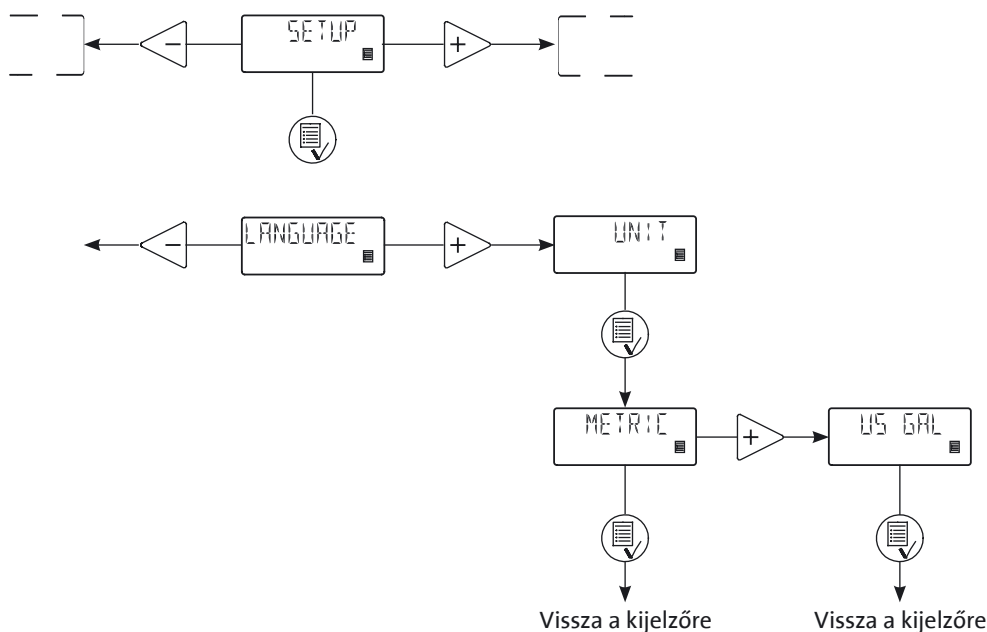 SETUP
LANGUAGE
UNIT
METRIC
US GAL
Vissza a kijelzőre
Vissza a kijelzőre